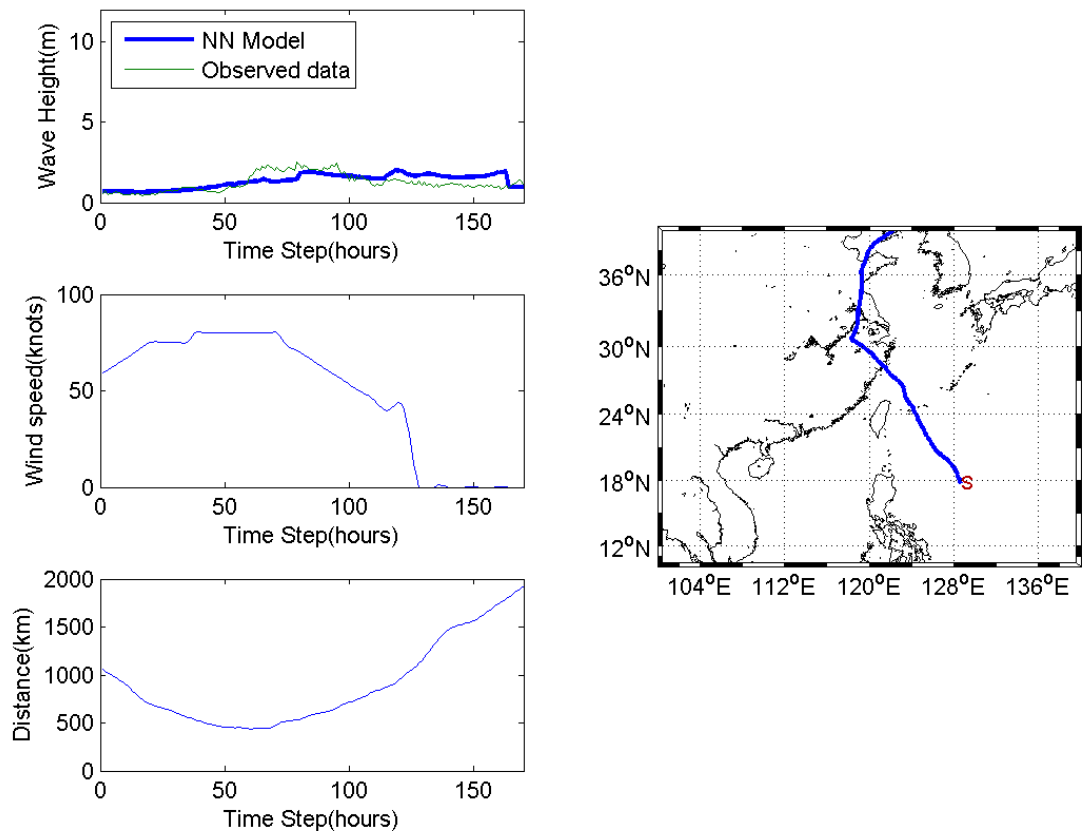 10
5
0
Wave Height(m)
NN Model
Observed data
0
50
100
150
Time Step(hours)
100
50
0
Wind speed(knots)
0
50
100
150
Time Step(hours)
2000
1500
1000
500
0
Distance(km)
0
50
100
150
Time Step(hours)
36°N
30°N
24°N
18°N
12°N
S
104°E
112°E
120°E
128°E
136°E